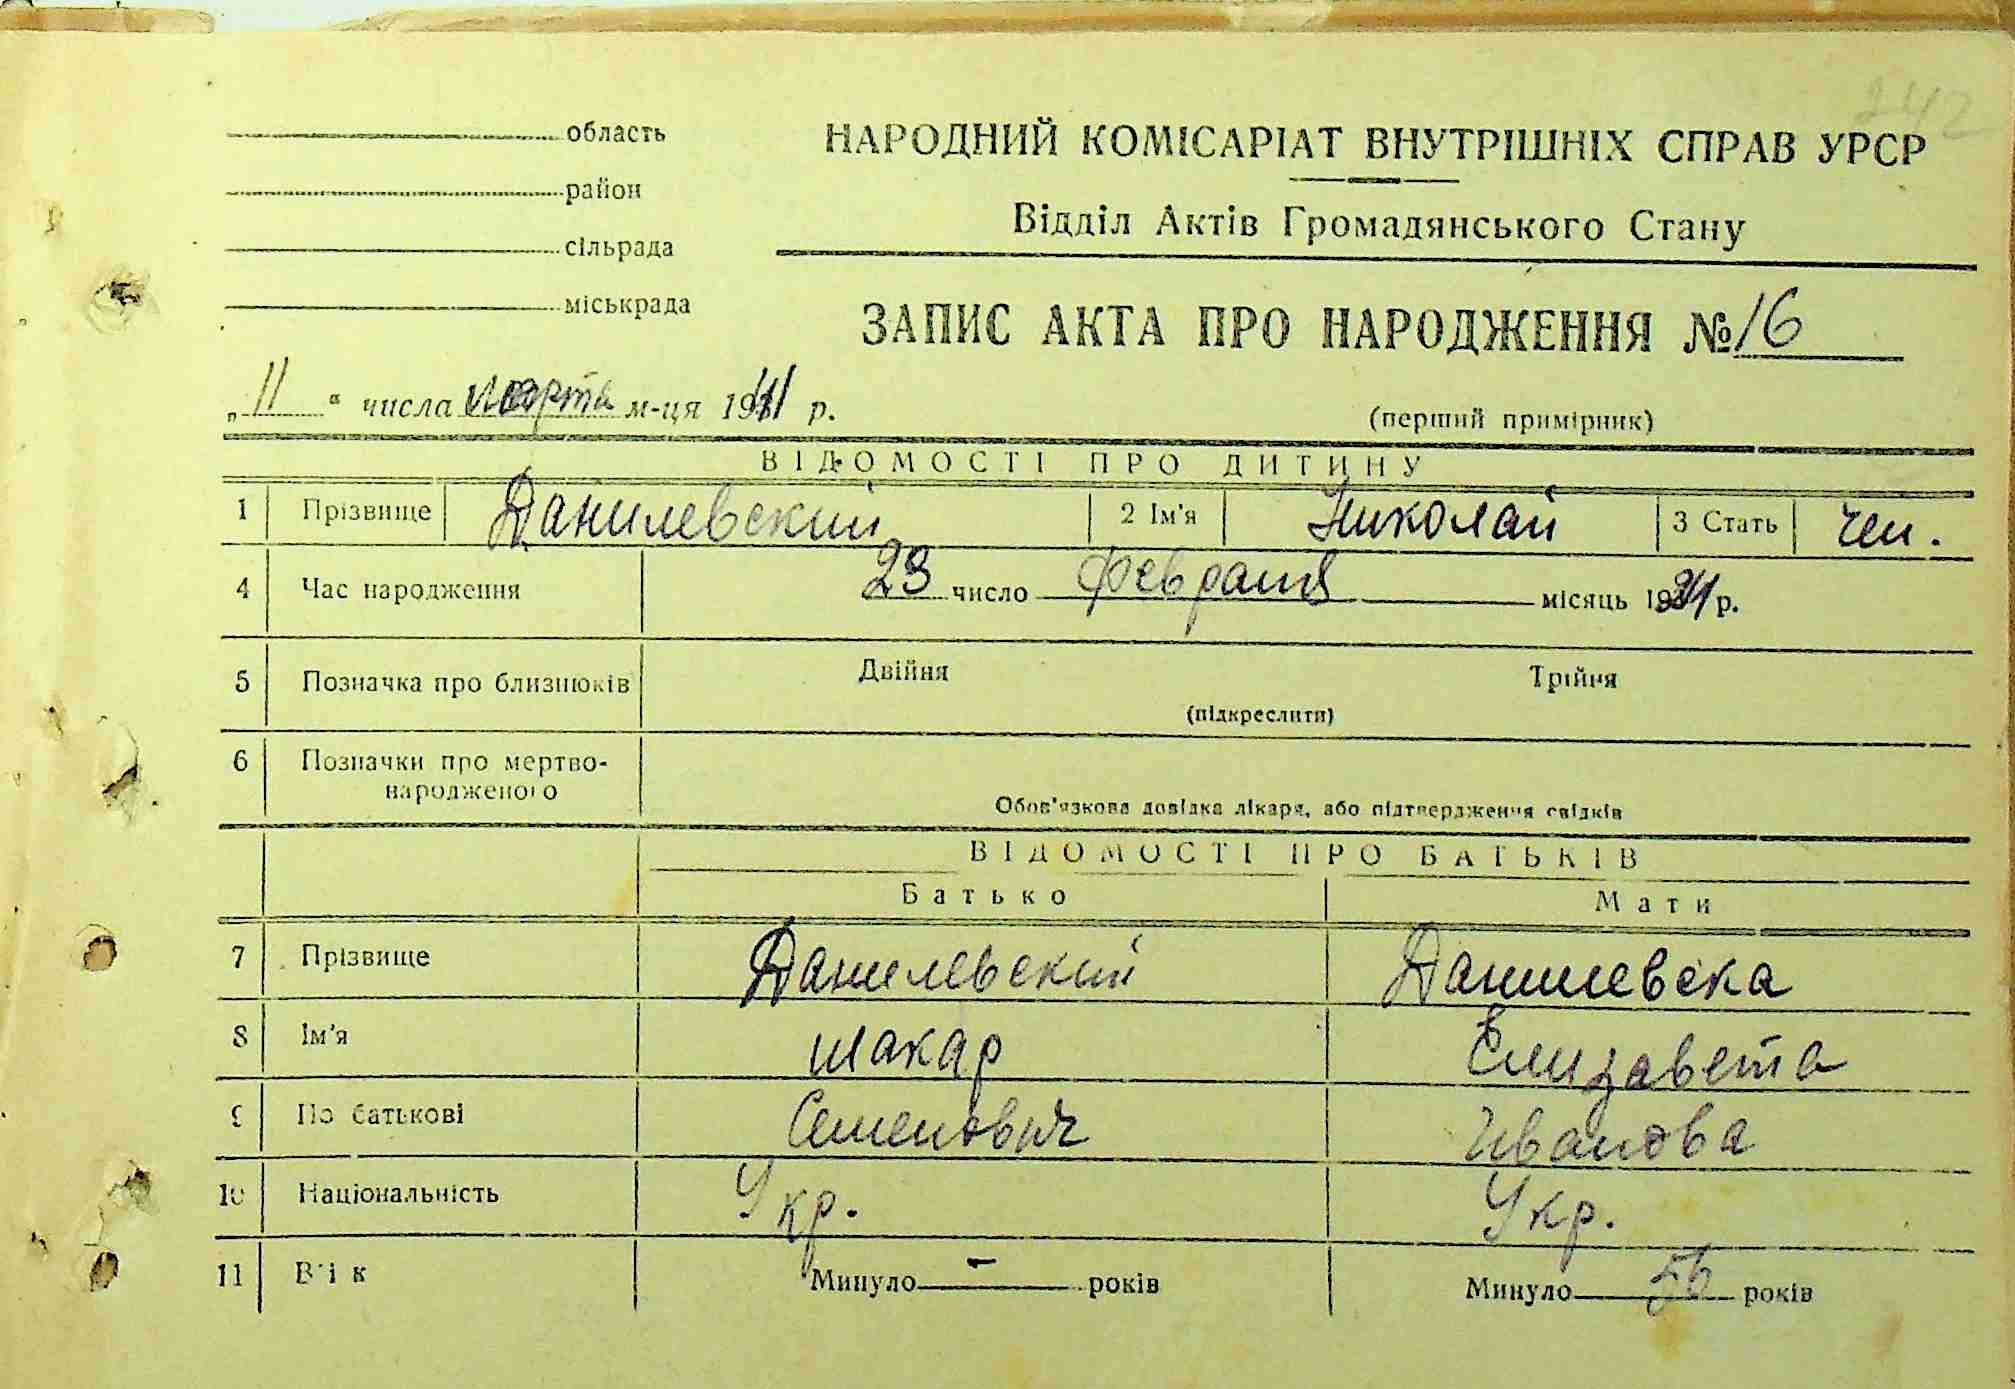 242
область
НАРОДНИЙ КОМІСАРІАТ ВНУТРІШНІХ СПРАВ УРСР
район
Відділ Актів Громадянського Стану
сільрада
міськрада
ЗАПИС АКТА ПРО НАРОДЖЕННЯ № 16
„11“ числа марта м-ця 1941 р.
(перший примірник)
ВІДОМОСТІ ПРО ДИТИНУ
1 Прізвище Данилевский 2 Ім'я Николай 3 Стать чел.
4 Час народження 23 число Февраля місяць 1941 р.
5 Позначка про близнюків Двійня Трійня
(підкреслити)
6 Позначки про мертво-
народженого
Обов'язкова довідка лікаря, або підтвердження свідків
ВІДОМОСТІ ПРО БАТЬКІВ
Батько Мати
7 Прізвище Данилевский Данилевска
8 Ім'я Макар Елизавета
9 По батькові Семенович Иванова
10 Національність Укр. Укр.
11 Вік Минуло - років Минуло років